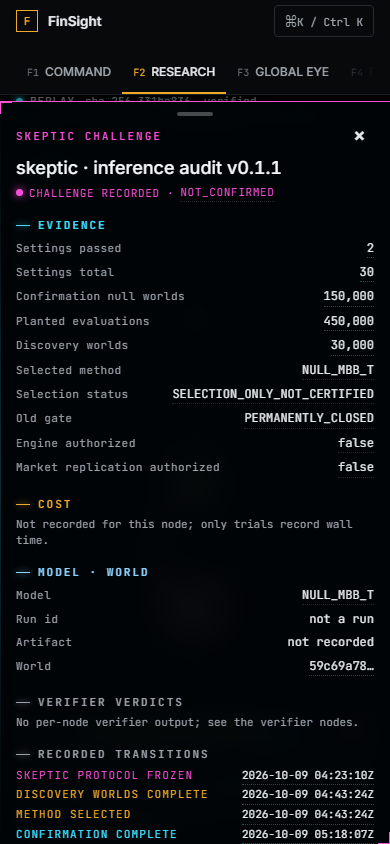 F FinSight ⌘K / Ctrl K
F1 COMMAND F2 RESEARCH F3 GLOBAL EYE F4
SKEPTIC CHALLENGE ×
skeptic · inference audit v0.1.1
CHALLENGE RECORDED · NOT_CONFIRMED
EVIDENCE
Settings passed 2
Settings total 30
Confirmation null worlds 150,000
Planted evaluations 450,000
Discovery worlds 30,000
Selected method NULL_MBB_T
Selection status SELECTION_ONLY_NOT_CERTIFIED
Old gate PERMANENTLY_CLOSED
Engine authorized false
Market replication authorized false
COST
Not recorded for this node; only trials record wall
time.
MODEL · WORLD
Model NULL_MBB_T
Run id not a run
Artifact not recorded
World 59c69a78…
VERIFIER VERDICTS
No per-node verifier output; see the verifier nodes.
RECORDED TRANSITIONS
SKEPTIC PROTOCOL FROZEN 2026-10-09 04:23:10Z
DISCOVERY WORLDS COMPLETE 2026-10-09 04:43:24Z
METHOD SELECTED 2026-10-09 04:43:24Z
CONFIRMATION COMPLETE 2026-10-09 05:18:07Z